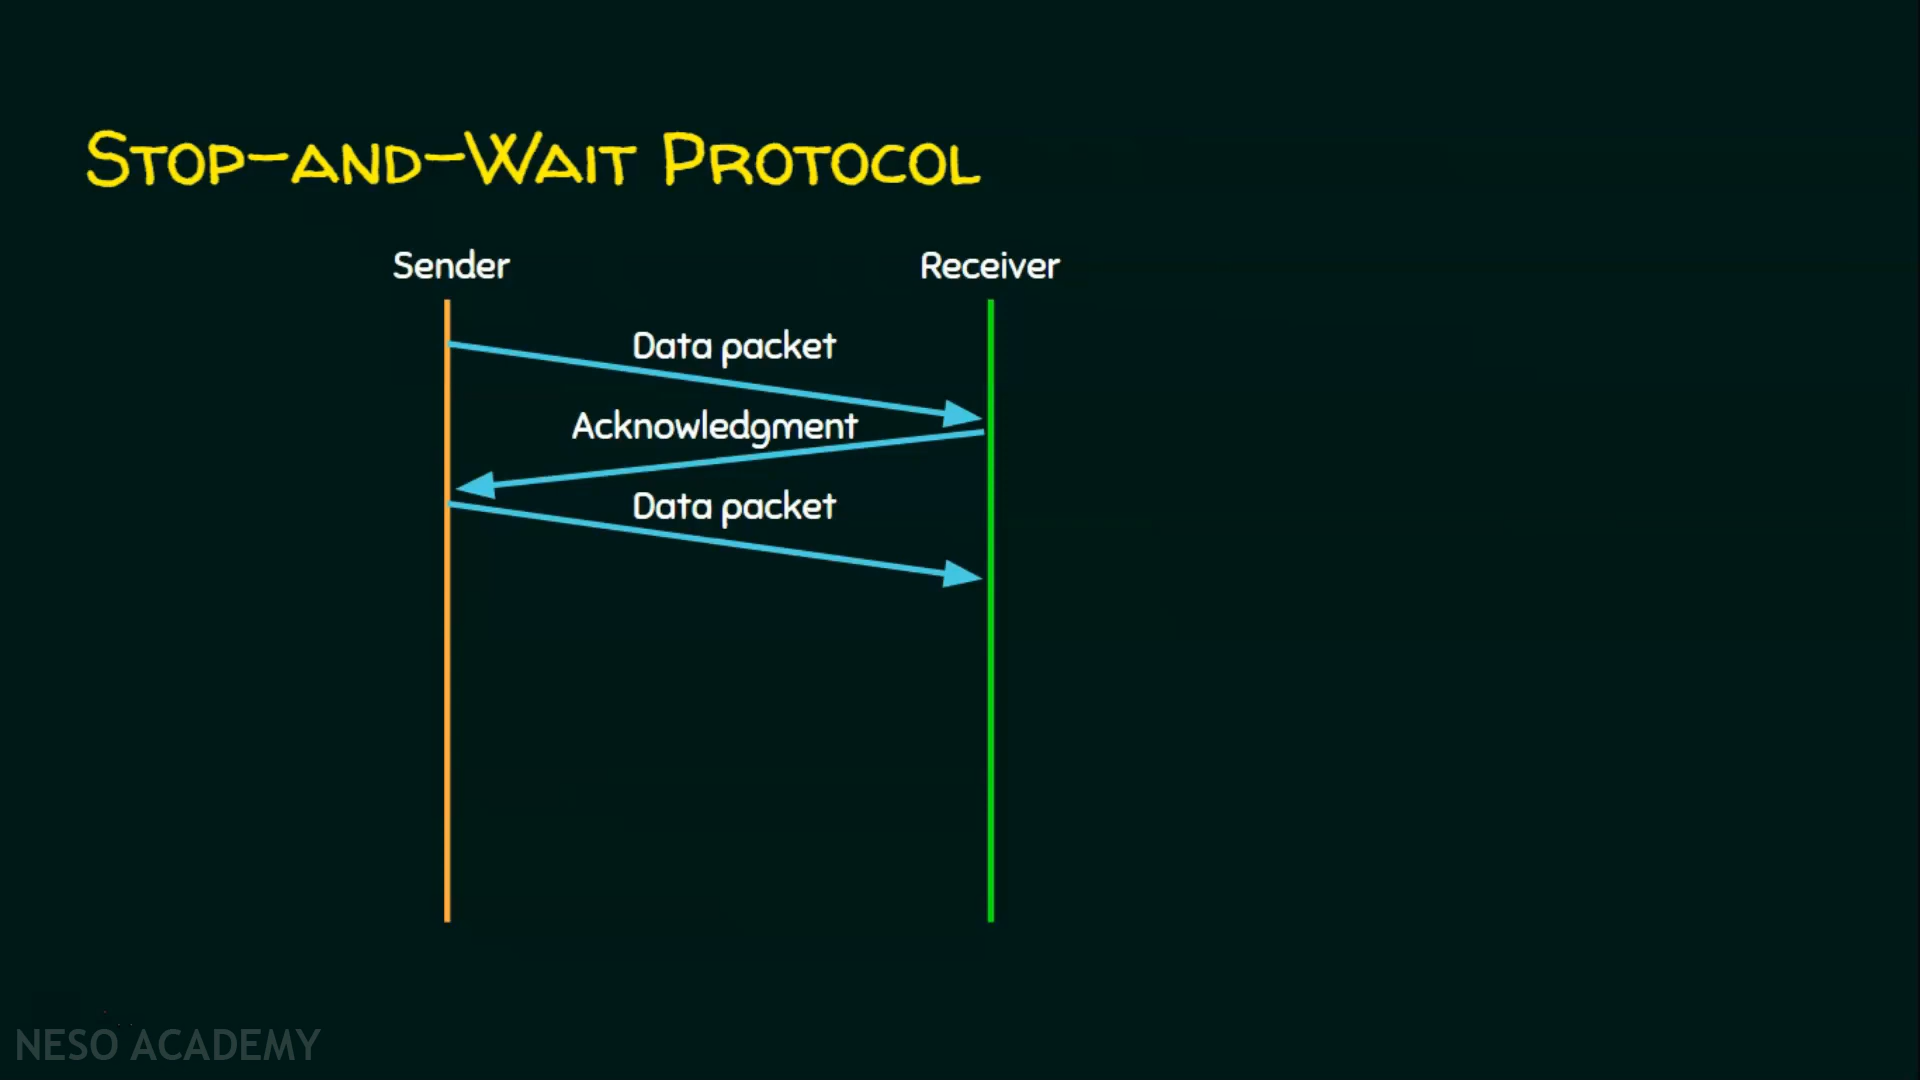 Stop-and-Wait Protocol
Sender
Receiver
Data packet
Acknowledgment
Data packet
NESO ACADEMY